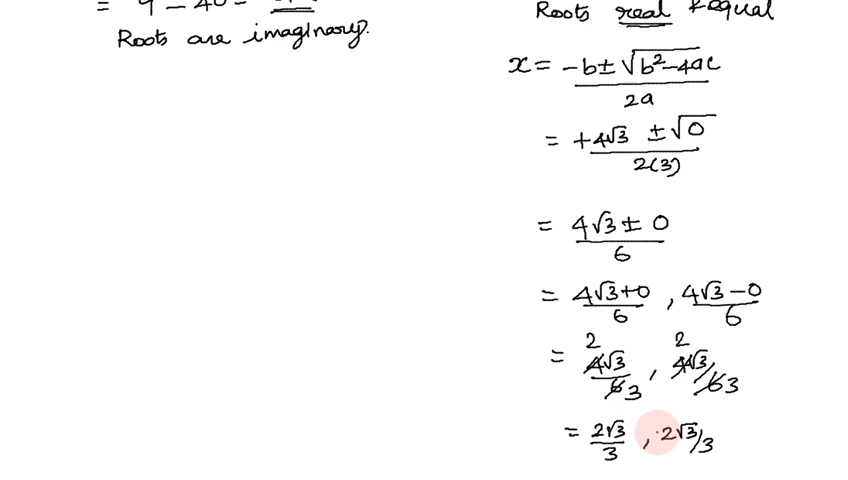 = 9 - 40 =
Roots are imaginary.
Roots real & equal
x = -b ± √b²-4ac / 2a
= +4√3 ± √0 / 2(3)
= 4√3 ± 0 / 6
= 4√3+0 / 6 , 4√3-0 / 6
= 2 4√3 / 6 3 , 2 4√3 / 6 3
= 2√3 / 3 , 2√3/3